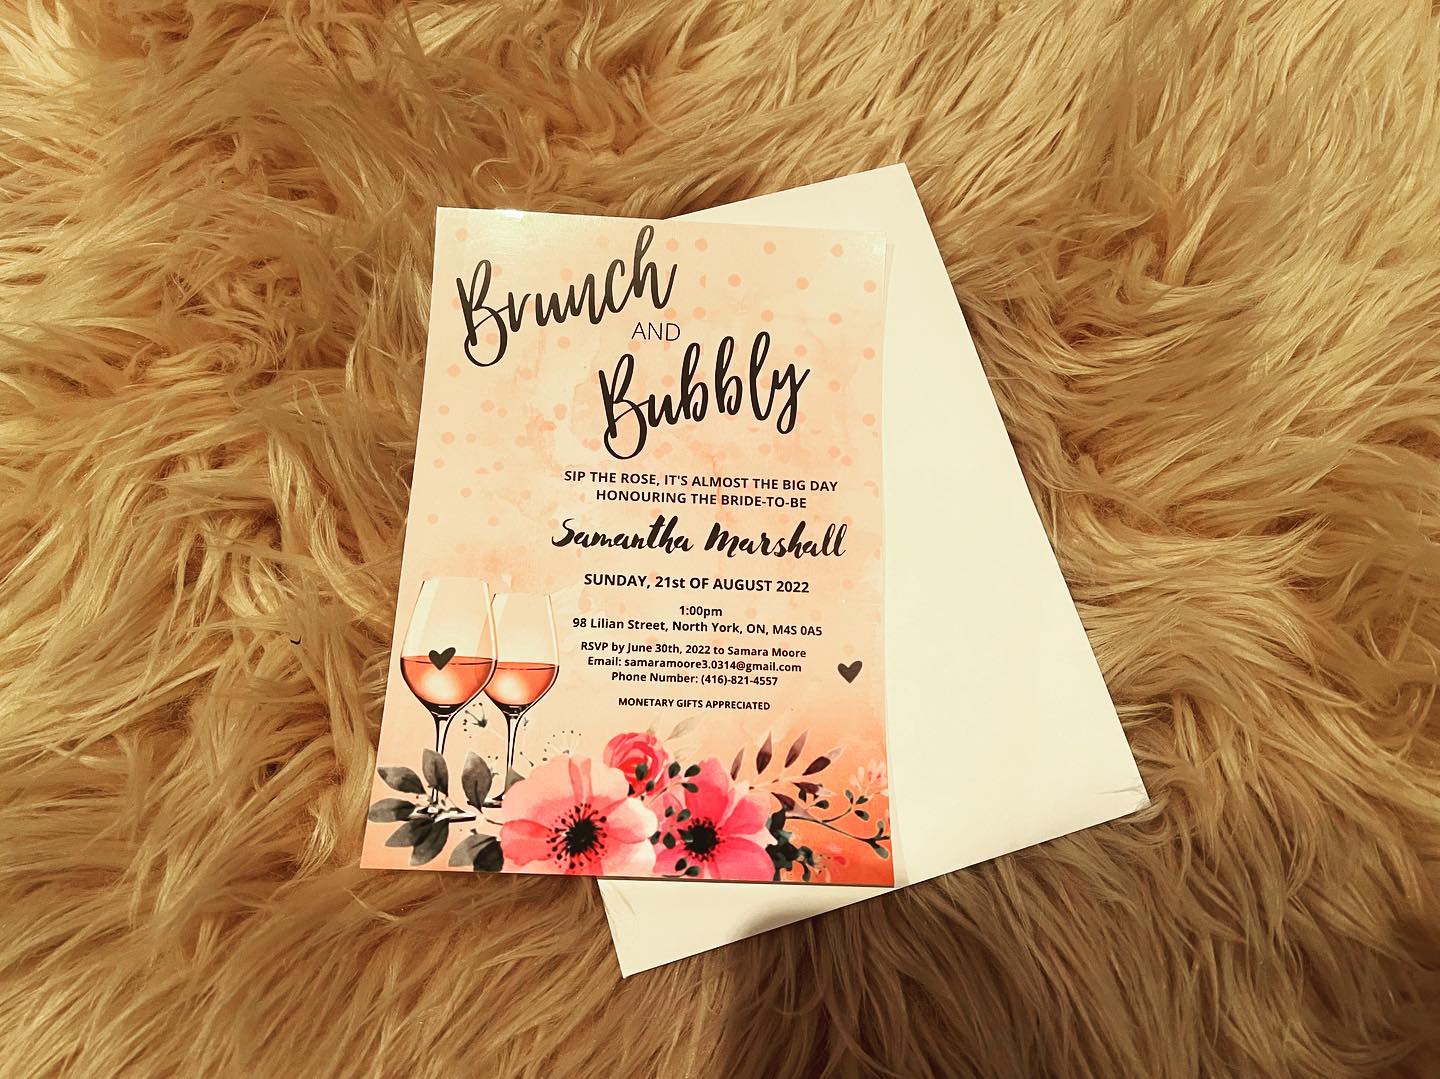 Brunch
AND
Bubbly
SIP THE ROSE, IT'S ALMOST THE BIG DAY
HONOURING THE BRIDE-TO-BE
Samantha Marshall
SUNDAY, 21st OF AUGUST 2022
1:00pm
98 Lilian Street, North York, ON, M4S 0A5
RSVP by June 30th, 2022 to Samara Moore
Email: samaramoore3.0314@gmail.com
Phone Number: (416)-821-4557
MONETARY GIFTS APPRECIATED